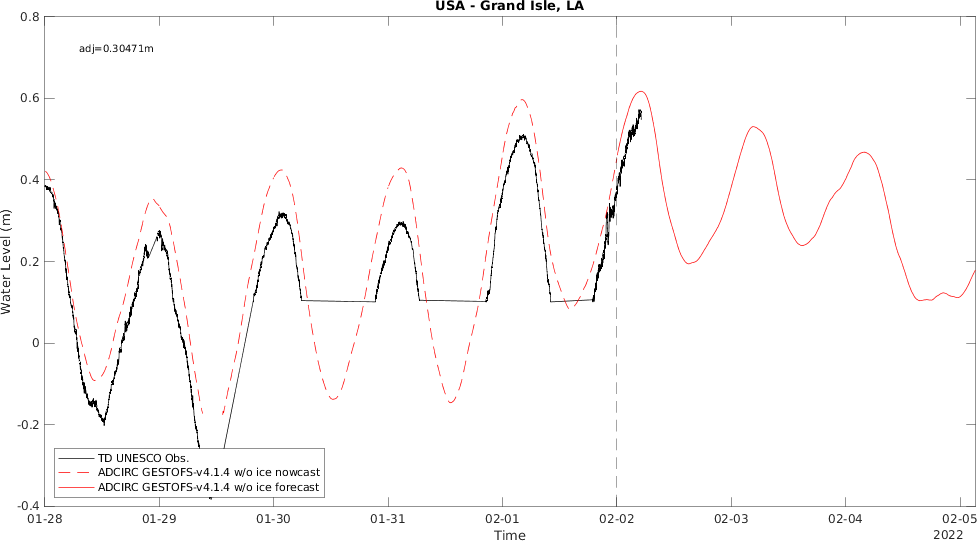 USA - Grand Isle, LA
adj=0.30471m
0.8
0.6
0.4
0.2
0
-0.2
-0.4
Water Level (m)
TD UNESCO Obs.
ADCIRC GESTOFS-v4.1.4 w/o ice nowcast
ADCIRC GESTOFS-v4.1.4 w/o ice forecast
01-28 01-29 01-30 01-31 02-01 02-02 02-03 02-04 02-05
Time 2022